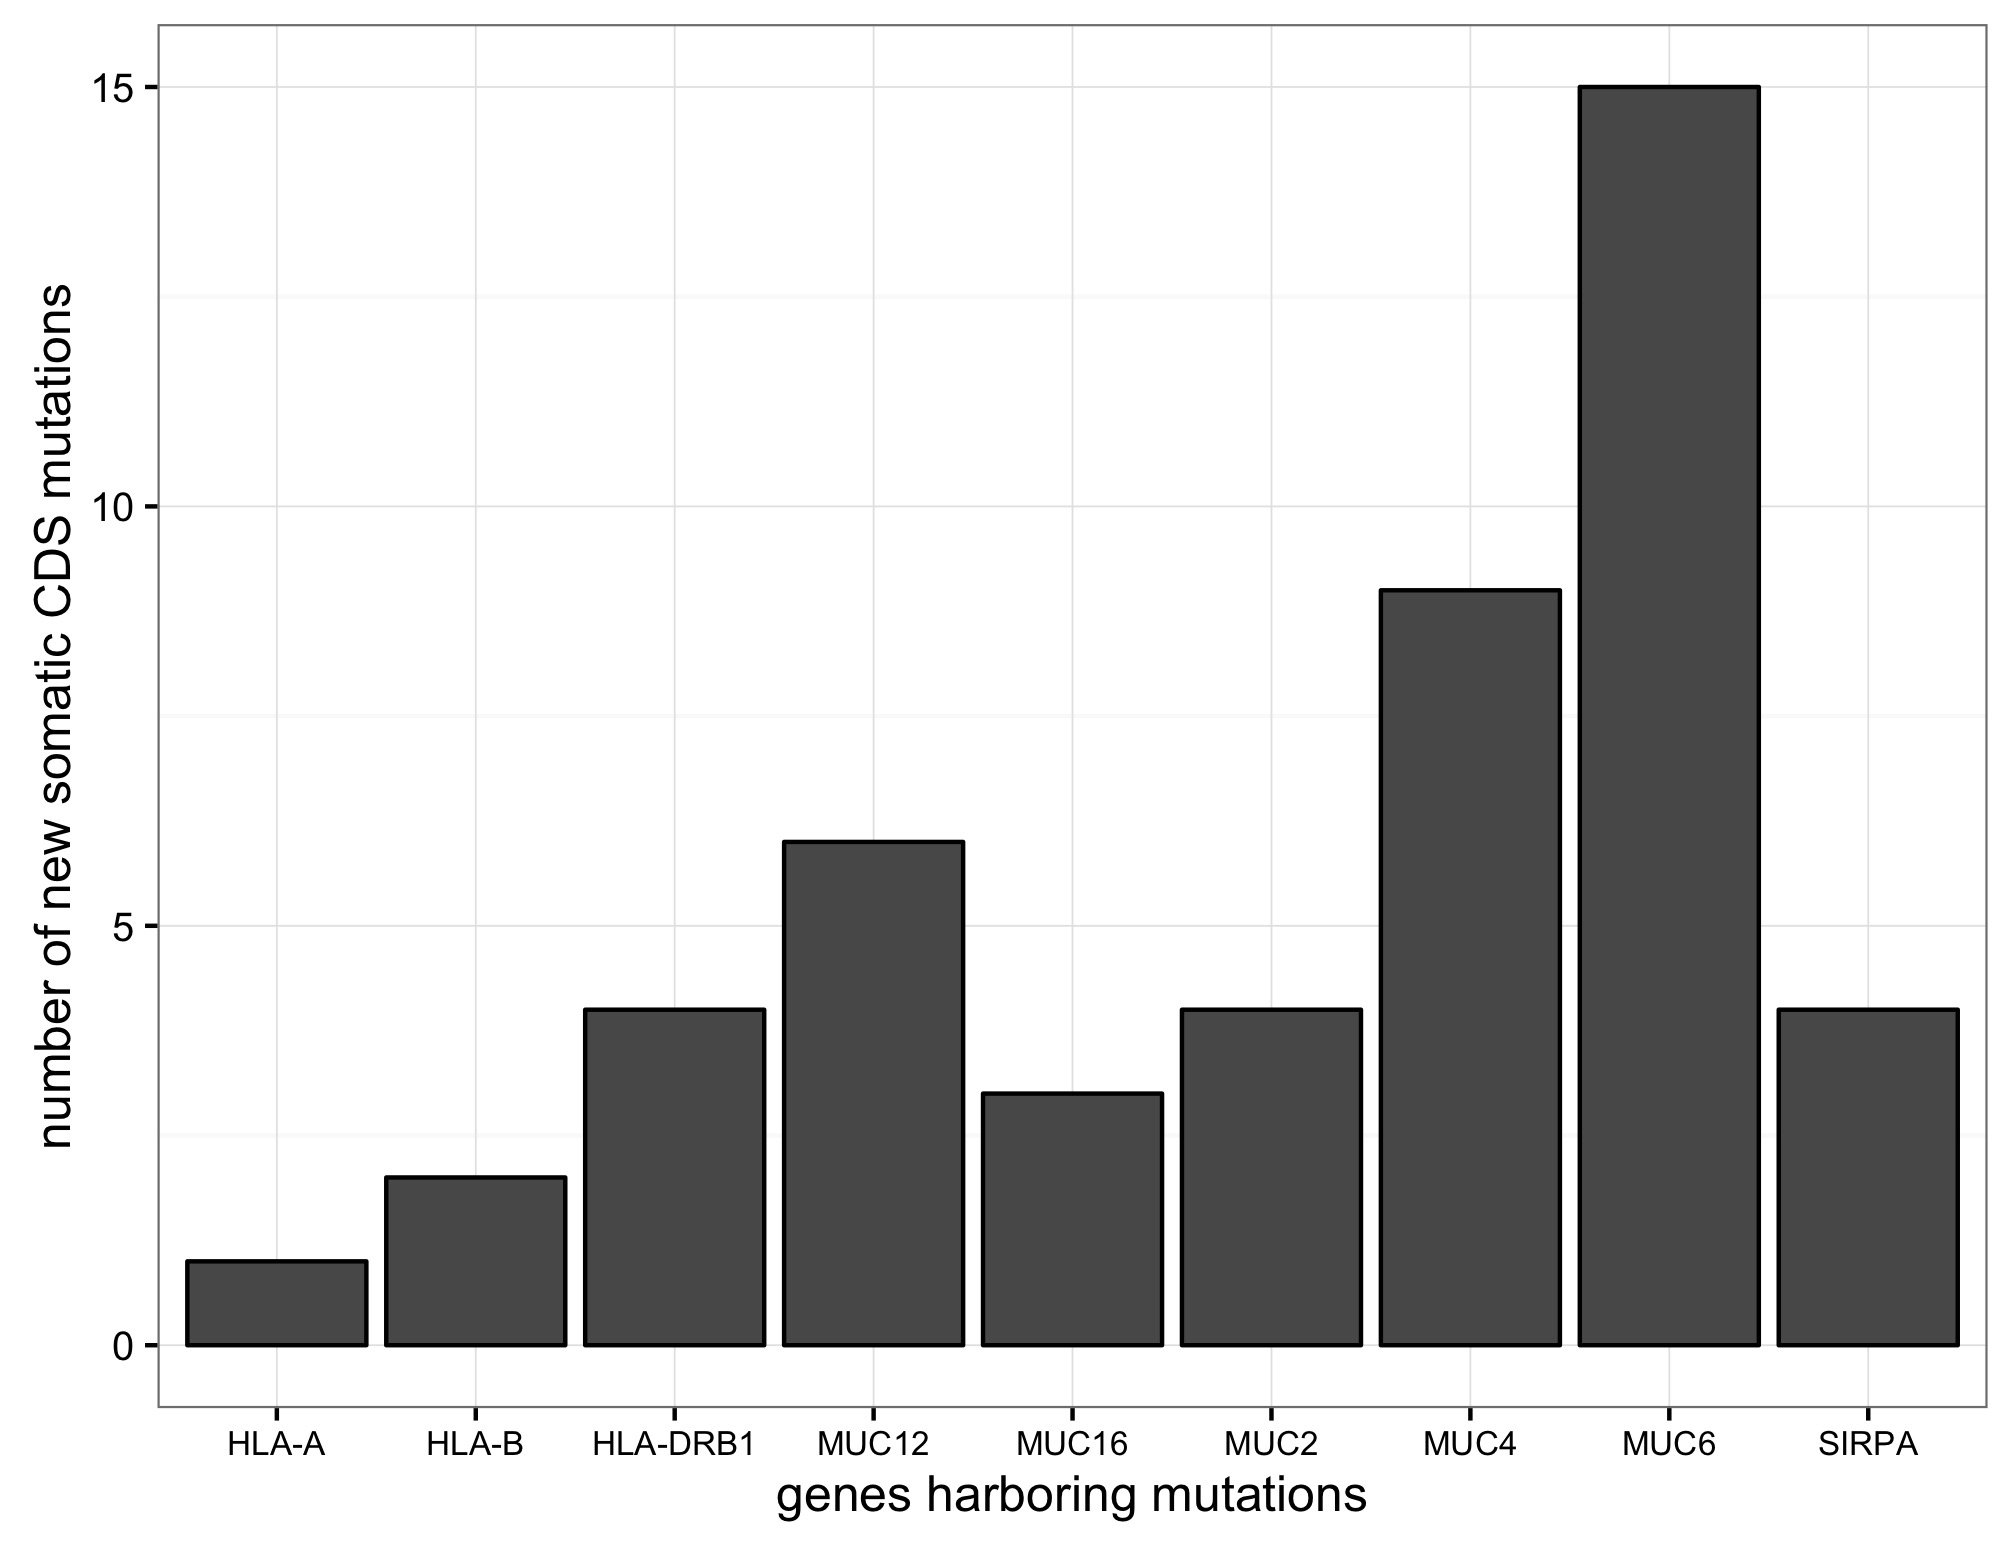 number of new somatic CDS mutations
15
10
5
0
HLA-A HLA-B HLA-DRB1 MUC12 MUC16 MUC2 MUC4 MUC6 SIRPA
genes harboring mutations